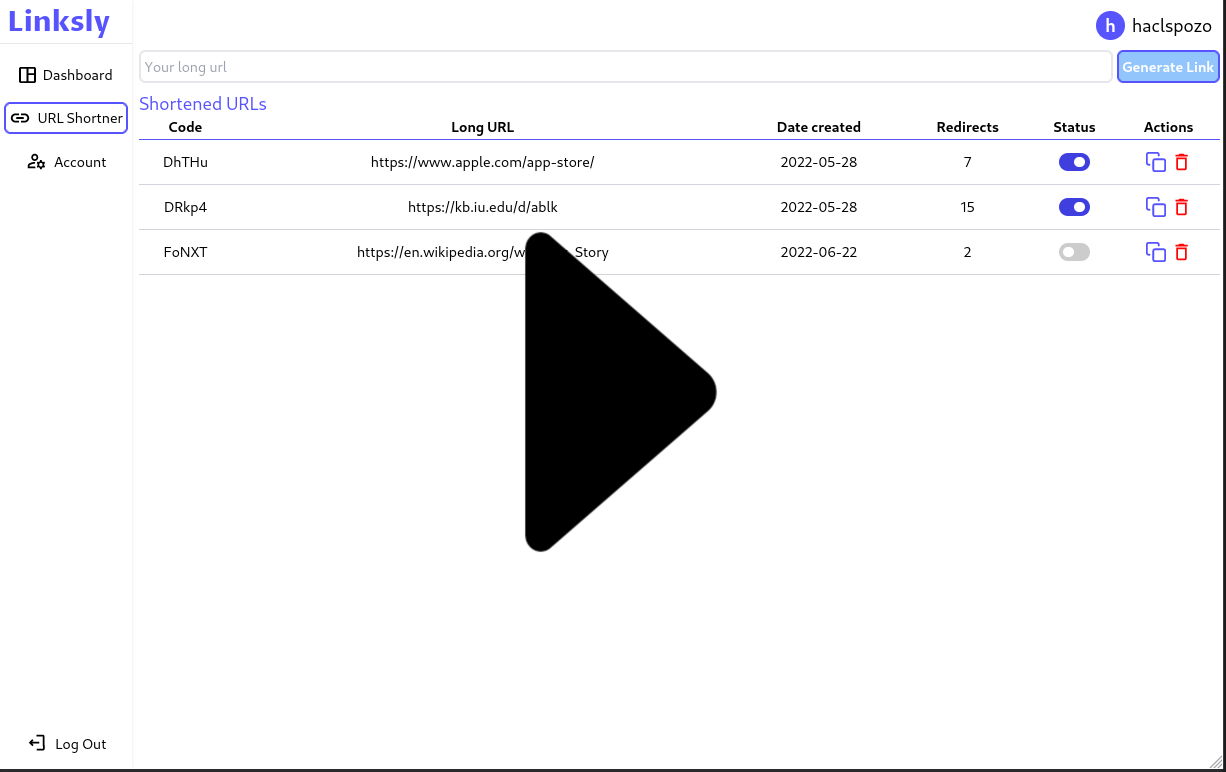 Linksly
h haclspozo
Dashboard
URL Shortner
Account
Log Out
Your long url
Generate Link
Shortened URLs
Code Long URL Date created Redirects Status Actions
DhTHu https://www.apple.com/app-store/ 2022-05-28 7
DRkp4 https://kb.iu.edu/d/ablk 2022-05-28 15
FoNXT https://en.wikipedia.org/w _Story 2022-06-22 2